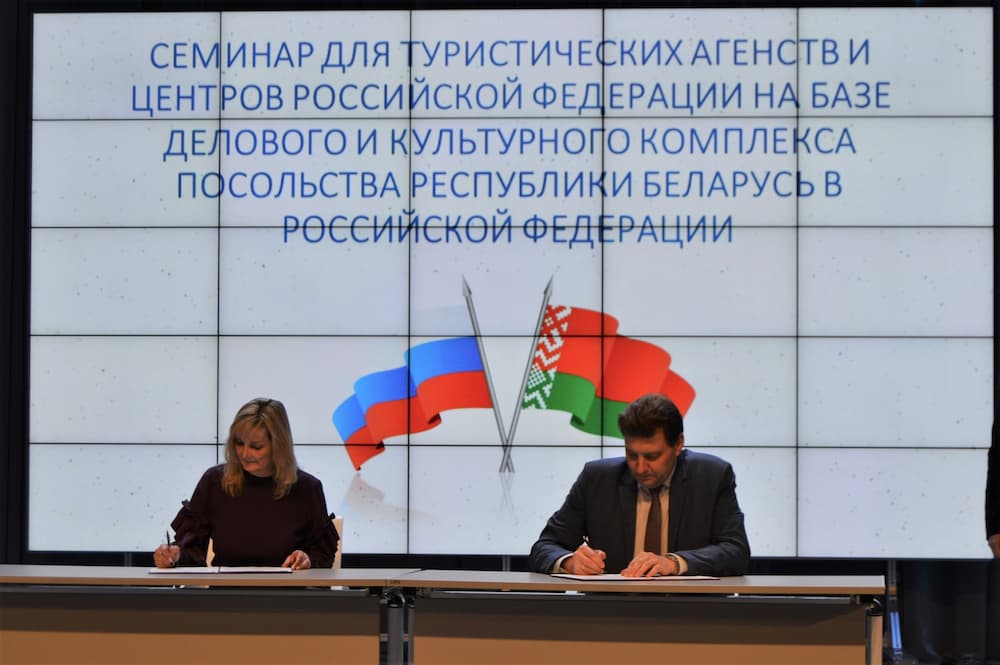 СЕМИНАР ДЛЯ ТУРИСТИЧЕСКИХ АГЕНСТВ И
ЦЕНТРОВ РОССИЙСКОЙ ФЕДЕРАЦИИ НА БАЗЕ
ДЕЛОВОГО И КУЛЬТУРНОГО КОМПЛЕКСА
ПОСОЛЬСТВА РЕСПУБЛИКИ БЕЛАРУСЬ В
РОССИЙСКОЙ ФЕДЕРАЦИИ